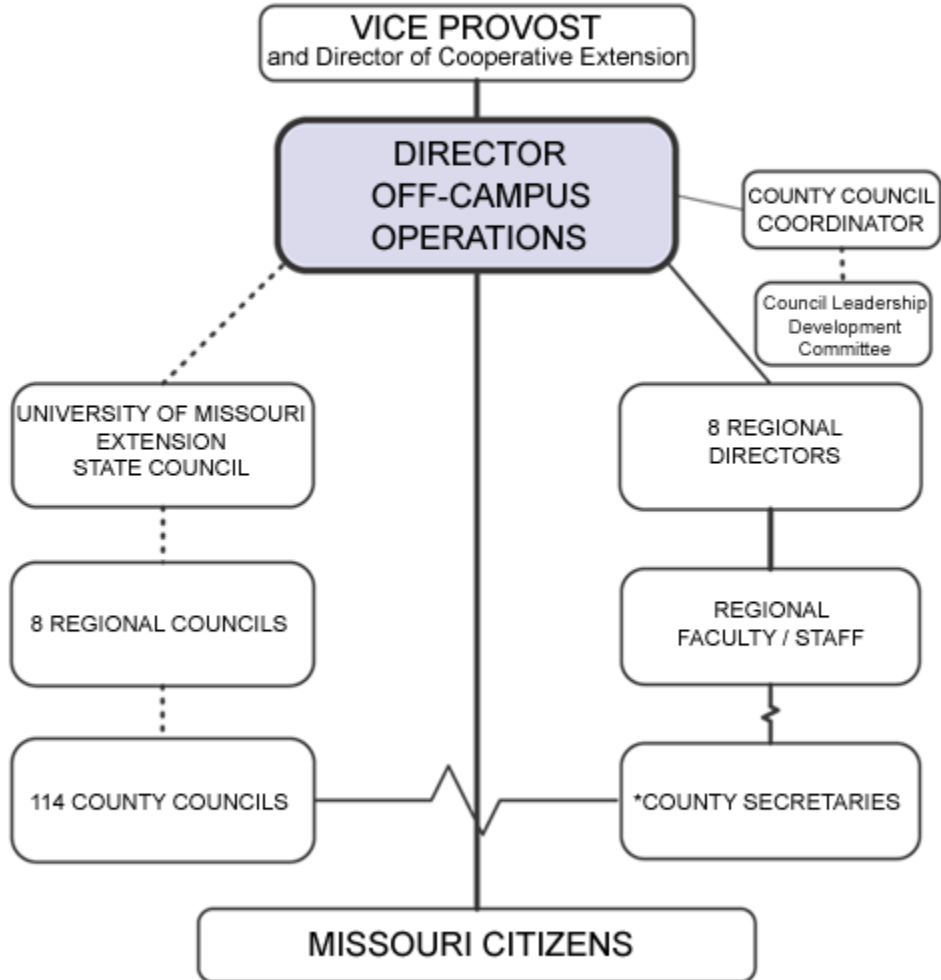 VICE PROVOST
and Director of Cooperative Extension
DIRECTOR
OFF-CAMPUS
OPERATIONS
COUNTY COUNCIL
COORDINATOR
Council Leadership
Development
Committee
UNIVERSITY OF MISSOURI
EXTENSION
STATE COUNCIL
8 REGIONAL
DIRECTORS
8 REGIONAL COUNCILS
REGIONAL
FACULTY / STAFF
114 COUNTY COUNCILS
*COUNTY SECRETARIES
MISSOURI CITIZENS